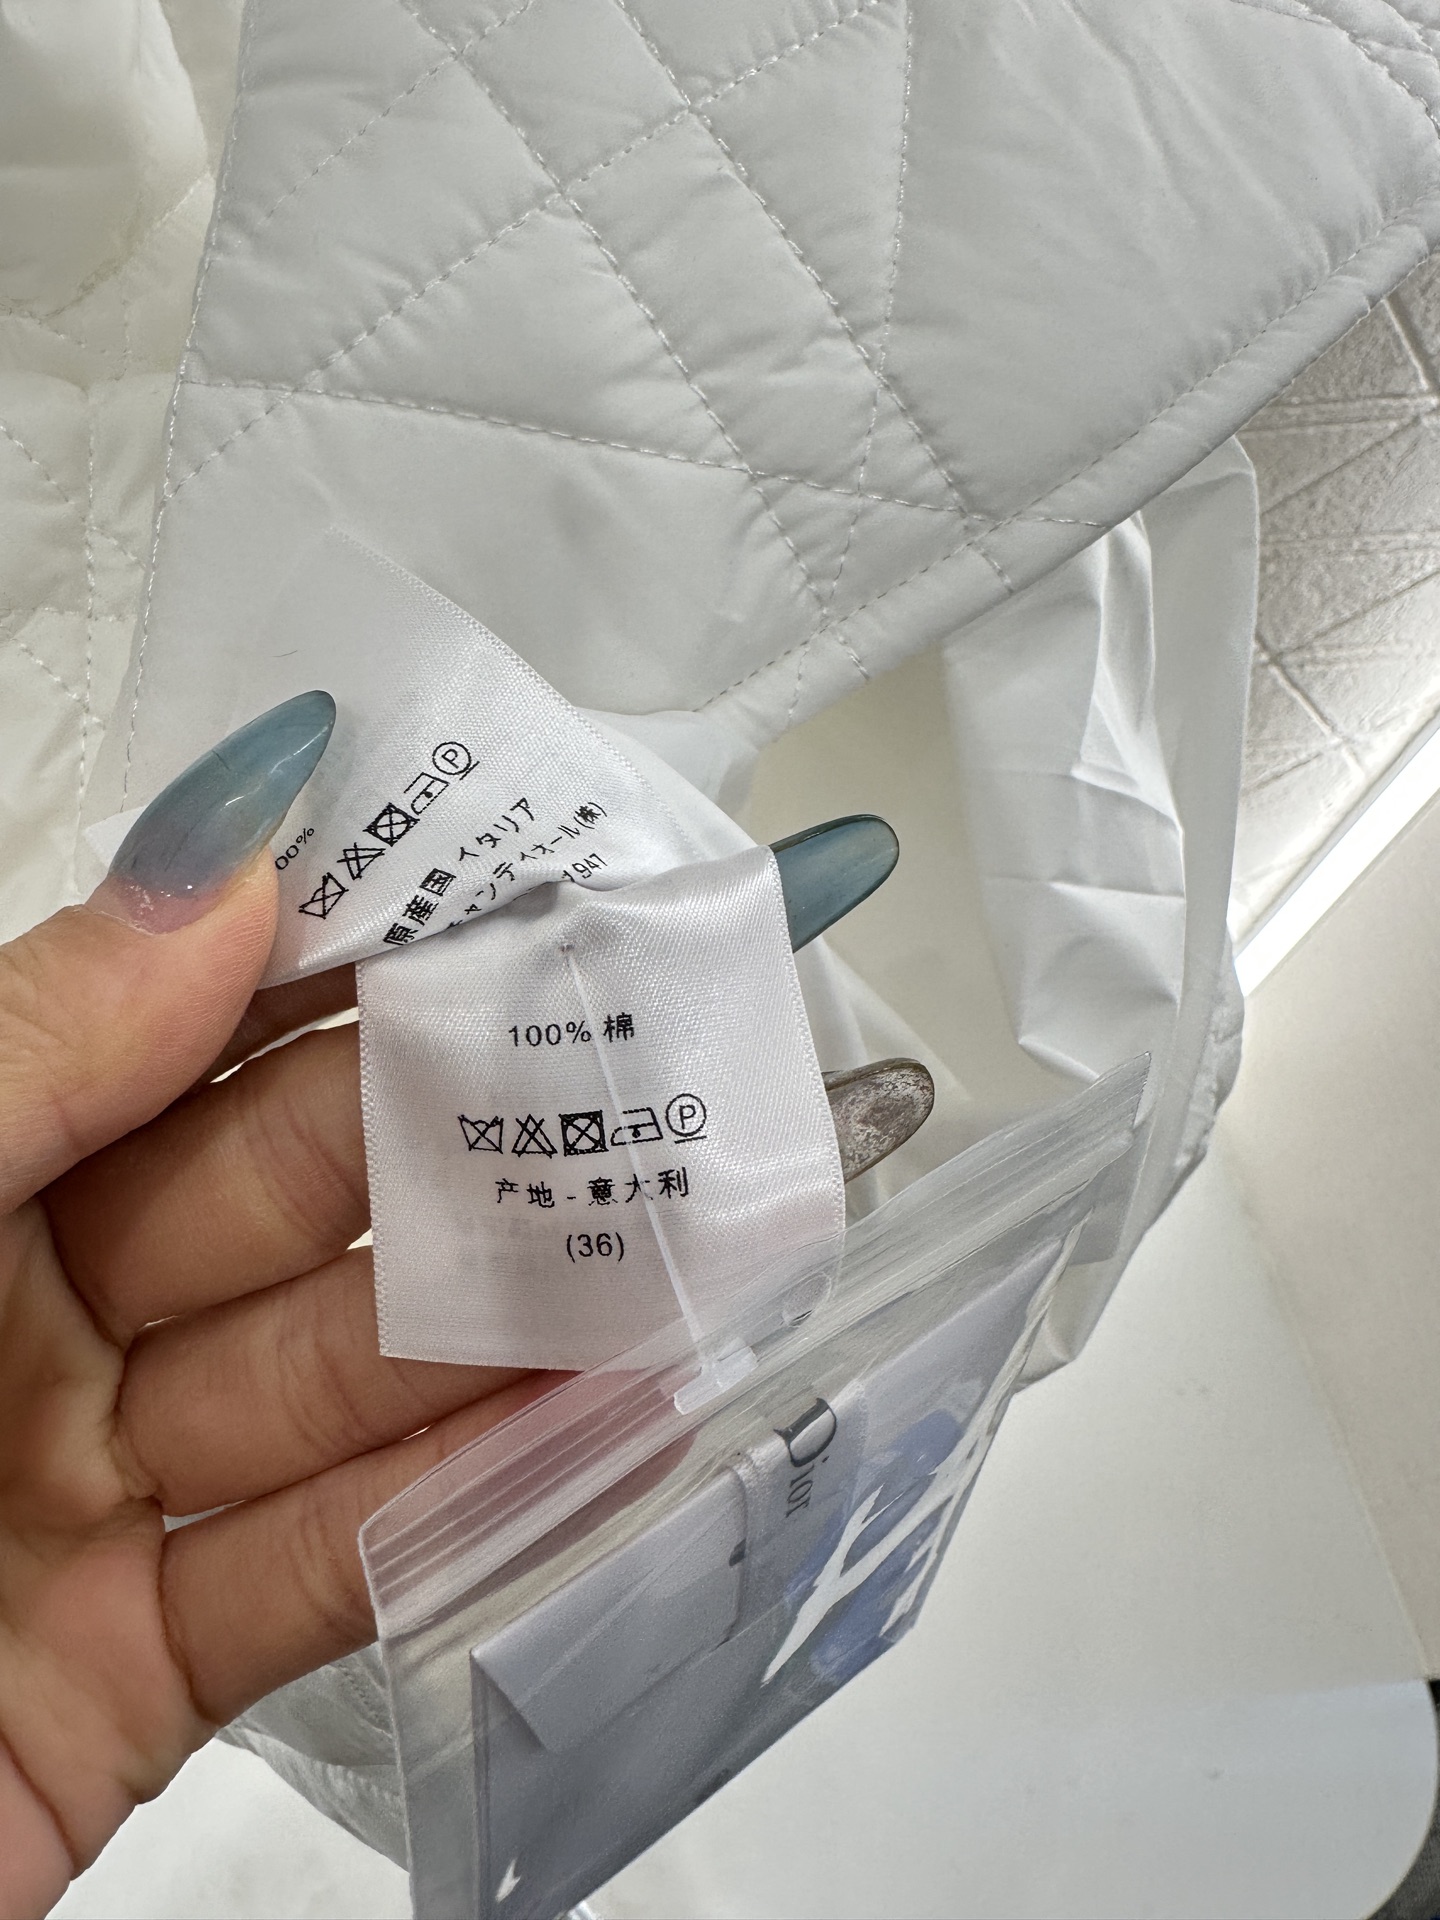 00%
原産国 イタリア
ャンディオール(株)
1947
100% 棉
P
产地 - 意大利
(36)
Dior